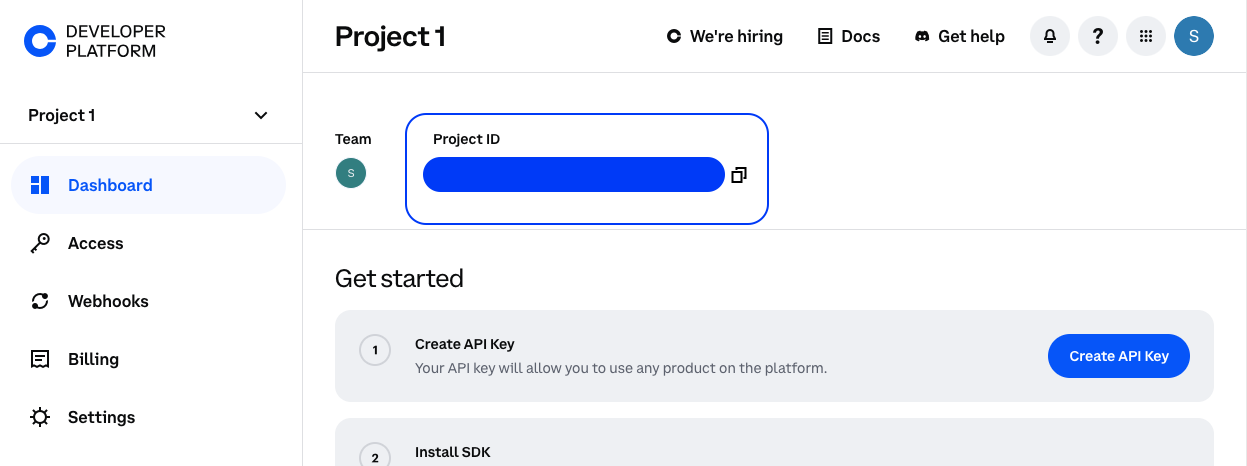 DEVELOPER
PLATFORM
Project 1
We're hiring
Docs
Get help
?
S
Project 1
Dashboard
Access
Webhooks
Billing
Settings
Team
S
Project ID
Get started
1
Create API Key
Your API key will allow you to use any product on the platform.
Create API Key
2
Install SDK